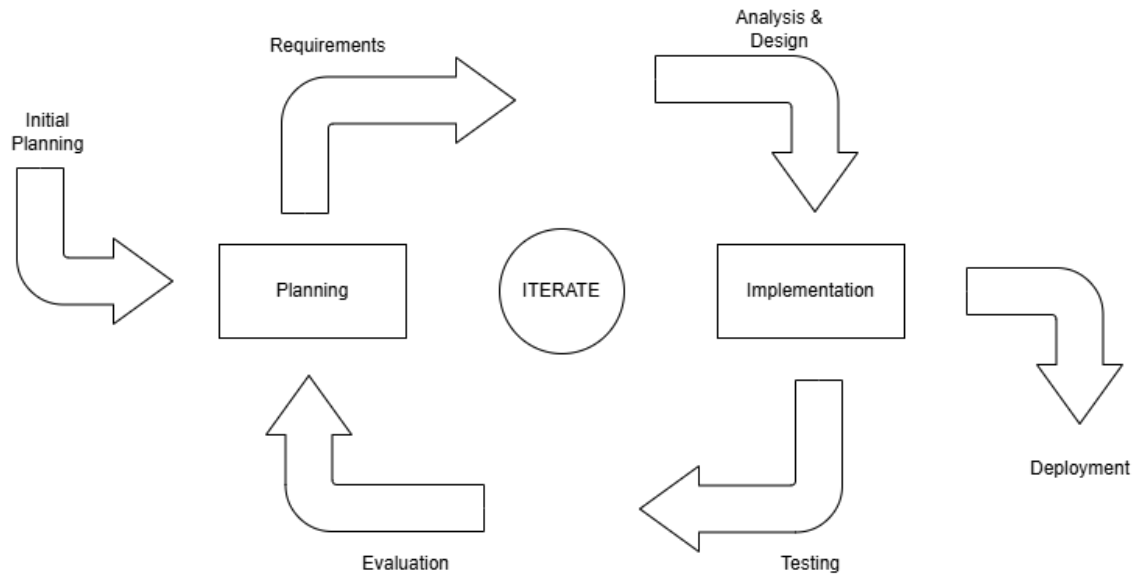 Analysis &
Design
Requirements
Initial
Planning
Planning
ITERATE
Implementation
Deployment
Evaluation
Testing